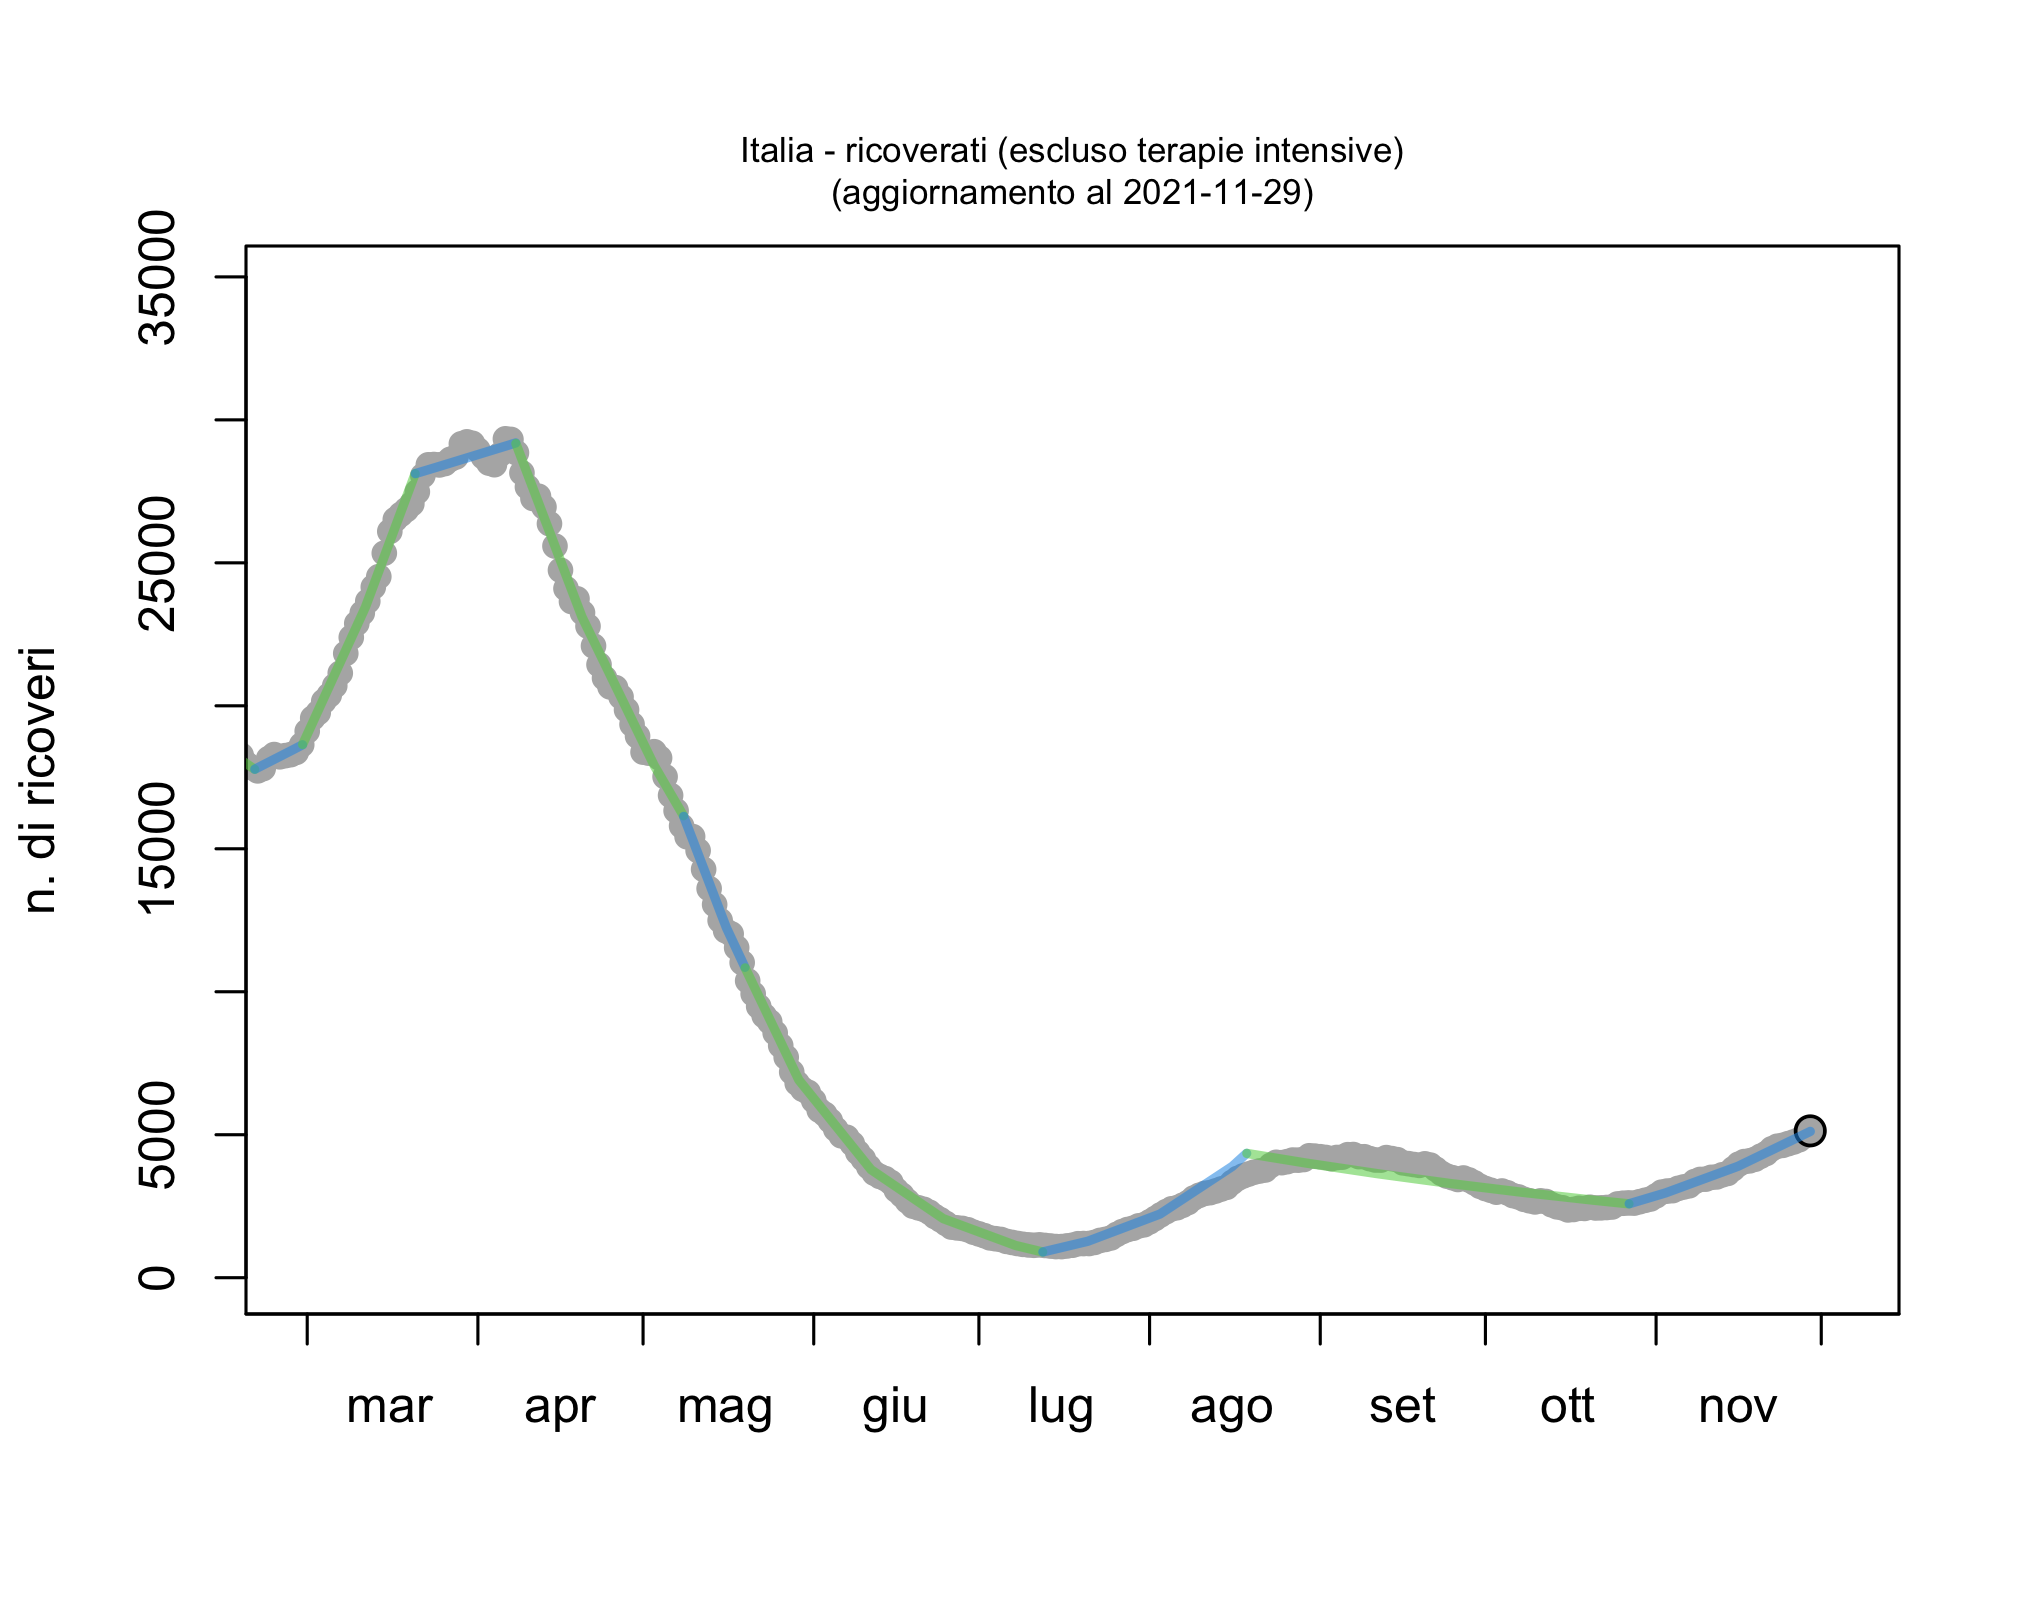 Italia - ricoverati (escluso terapie intensive)
(aggiornamento al 2021-11-29)
n. di ricoveri
35000
25000
15000
5000
0
mar apr mag giu lug ago set ott nov